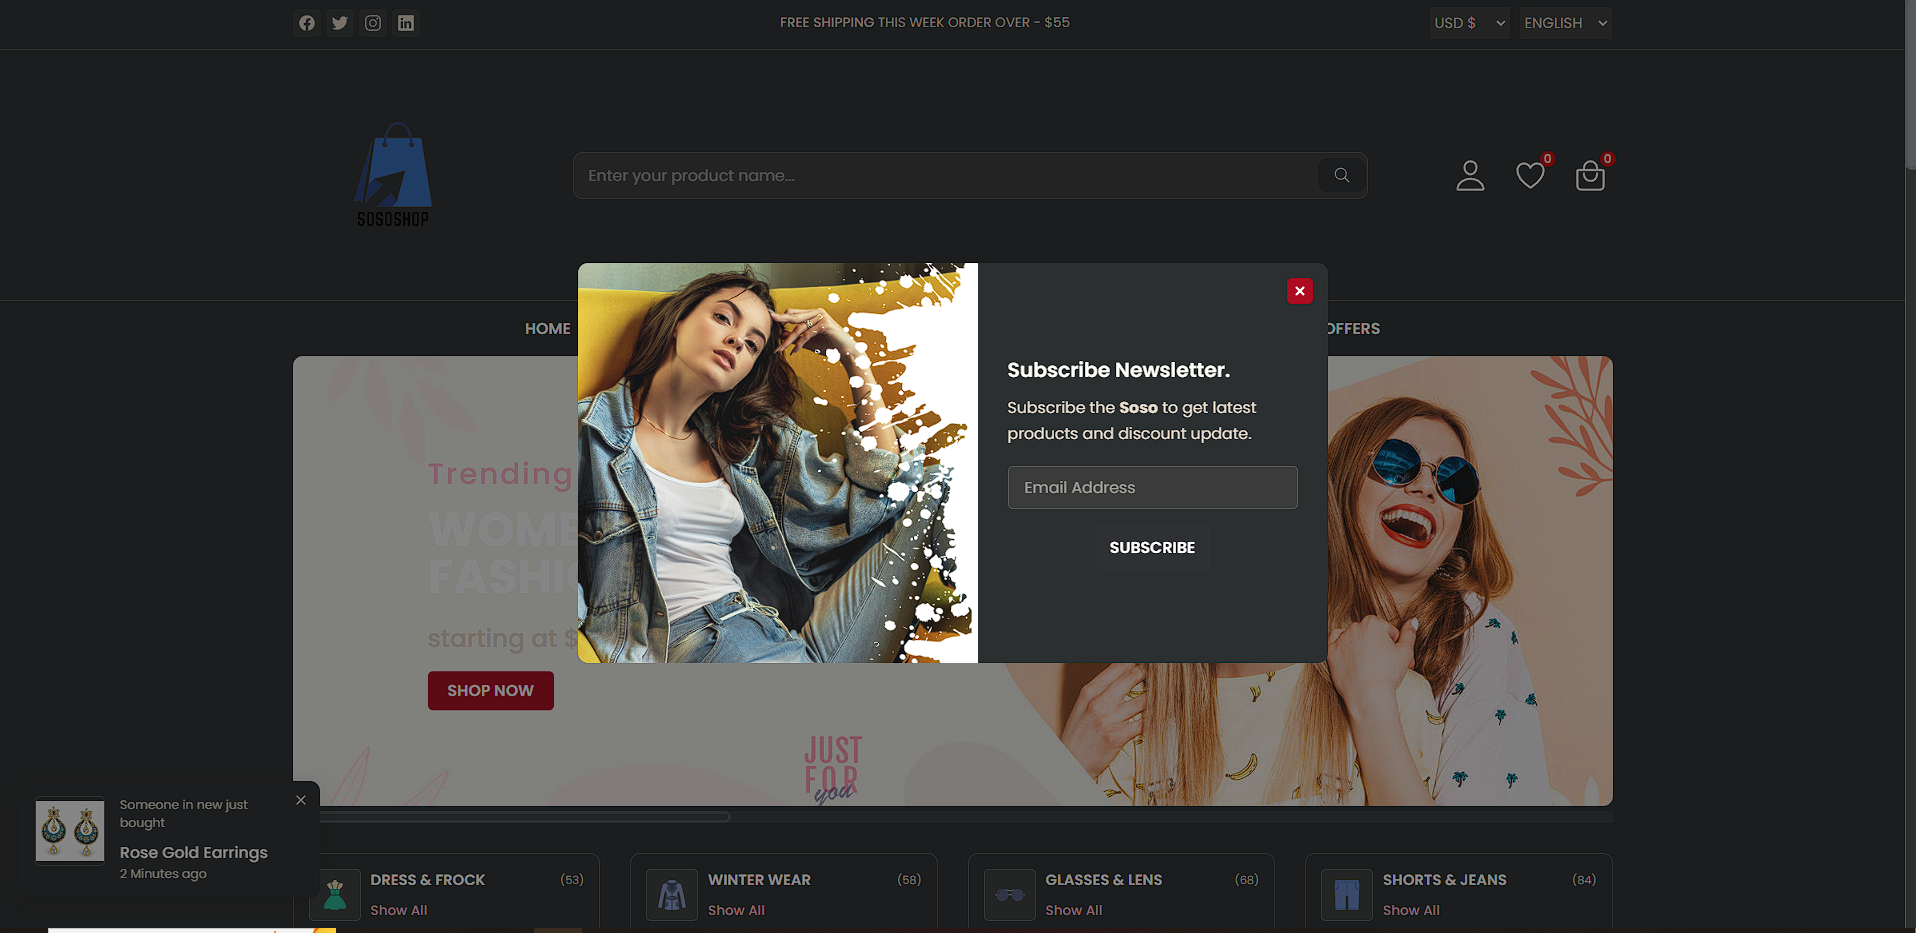 FREE SHIPPING THIS WEEK ORDER OVER - $55
USD $
ENGLISH
SOSOSHOP
Enter your product name...
0
0
HOME
OFFERS
Trending
WOME
FASHI
starting at $
SHOP NOW
JUST
FOR
you
Subscribe Newsletter.
Subscribe the Soso to get latest
products and discount update.
Email Address
SUBSCRIBE
Someone in new just
bought
Rose Gold Earrings
2 Minutes ago
DRESS & FROCK
(53)
Show All
WINTER WEAR
(58)
Show All
GLASSES & LENS
(68)
Show All
SHORTS & JEANS
(84)
Show All